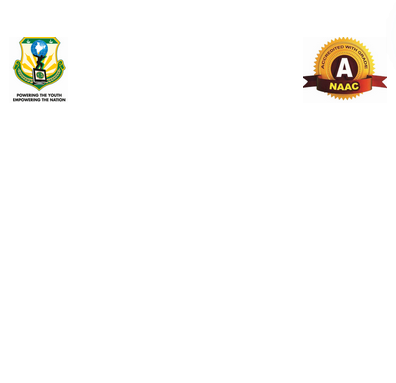 POWERING THE YOUTH
EMPOWERING THE NATION
ACCREDITED WITH GRADE
A
NAAC